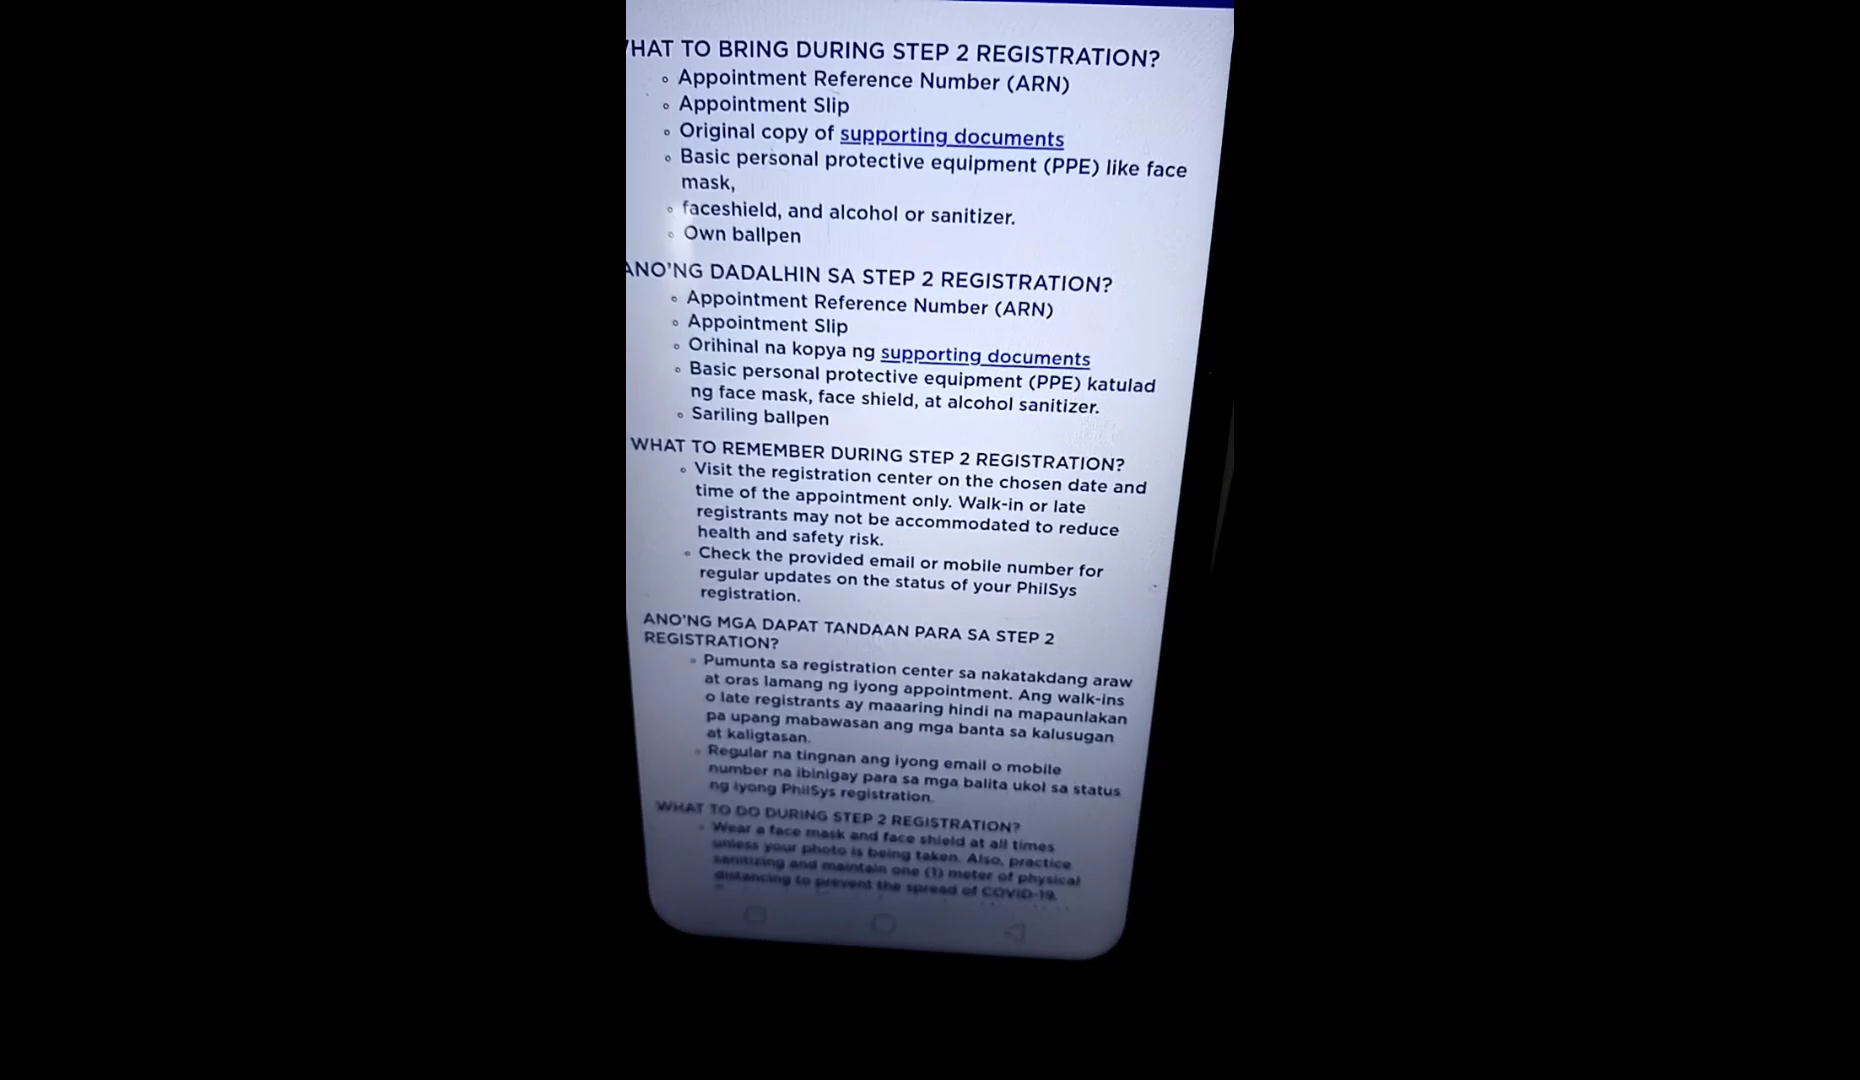 HAT TO BRING DURING STEP 2 REGISTRATION?
Appointment Reference Number (ARN)
Appointment Slip
Original copy of supporting documents
Basic personal protective equipment (PPE) like face
mask,
faceshield, and alcohol or sanitizer.
Own ballpen
ANO'NG DADALHIN SA STEP 2 REGISTRATION?
Appointment Reference Number (ARN)
Appointment Slip
Orihinal na kopya ng supporting documents
Basic personal protective equipment (PPE) katulad
ng face mask, face shield, at alcohol sanitizer.
Sariling ballpen
WHAT TO REMEMBER DURING STEP 2 REGISTRATION?
Visit the registration center on the chosen date and
time of the appointment only. Walk-in or late
registrants may not be accommodated to reduce
health and safety risk.
Check the provided email or mobile number for
regular updates on the status of your PhilSys
registration.
ANO'NG MGA DAPAT TANDAAN PARA SA STEP 2
REGISTRATION?
Pumunta sa registration center sa nakatakdang araw
at oras lamang ng iyong appointment. Ang walk-ins
o late registrants ay maaaring hindi na mapaunlakan
pa upang mabawasan ang mga banta sa kalusugan
at kaligtasan.
Regular na tingnan ang iyong email o mobile
number na ibinigay para sa mga balita ukol sa status
ng iyong PhilSys registration.
WHAT TO DO DURING STEP 2 REGISTRATION?
Wear a face mask and face shield at all times
unless your photo is being taken. Also, practice
sanitizing and maintain one (1) meter of physical
distancing to prevent the spread of COVID-19.